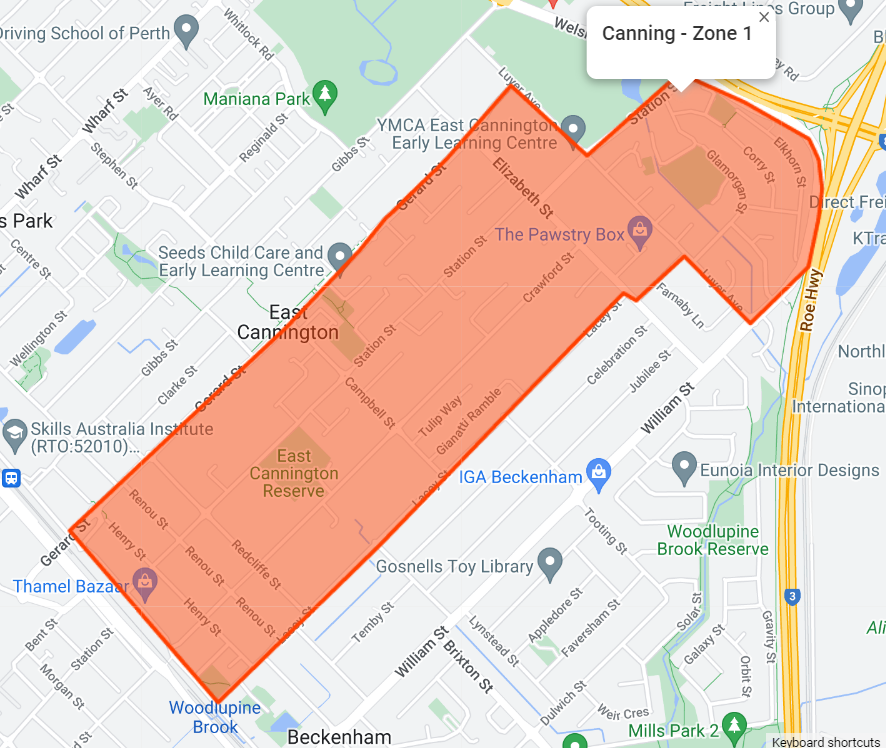 Freight Lines Group
Driving School of Perth
Canning - Zone 1
×
Whitlock Rd
Luyer Ave
Maniana Park
Wharf St
Ayer Rd
Station St
YMCA East Cannington
Early Learning Centre
Reginald St
Gibbs St
Stephen St
Elkhorn St
Corry St
Glamorgan St
Wharf St
Elizabeth St
Gerard St
Direct Frei
s Park
The Pawstry Box
KTra
Centre St
Seeds Child Care and
Early Learning Centre
Station St
Crawford St
Luyer Ave
Farnaby Ln
Roe Hwy
East
Cannington
Lacey St
Wellington St
Gibbs St
Station St
Celebration St
Jubilee St
Northl
Clarke St
Gerard St
Campbell St
William St
Sinop
International
Tulip Way
Gianatti Ramble
Skills Australia Institute
(RTO:52010)...
East
Cannington
Reserve
Lacey St
IGA Beckenham
Eunoia Interior Designs
Renou St
Gerard St
Henry St
Tooting St
Woodlupine
Brook Reserve
Redcliffe St
Renou St
Gosnells Toy Library
Thamel Bazaar
3
Henry St
Renou St
Lacey St
Temby St
Appledore St
Faversham St
Solar St
Gravity St
Bent St
Station St
William St
Lynstead St
Galaxy St
Ali
Morgan St
Brixton St
Orbit St
Dulwich St
Woodlupine
Brook
Weir Cres
Mills Park 2
Beckenham
Keyboard shortcuts